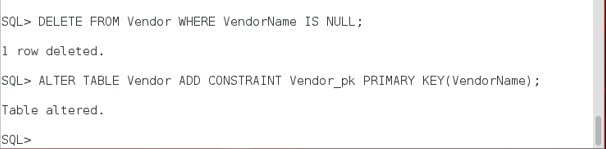 SQL> DELETE FROM Vendor WHERE VendorName IS NULL;
1 row deleted.
SQL> ALTER TABLE Vendor ADD CONSTRAINT Vendor_pk PRIMARY KEY(VendorName);
Table altered.
SQL>